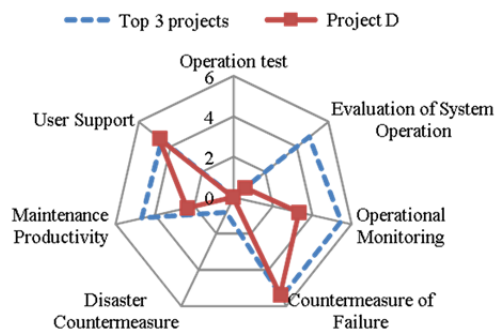 Top 3 projects
Project D
Operation test
6
4
2
0
Evaluation of System
Operation
Operational
Monitoring
Countermeasure of
Failure
Disaster
Countermeasure
Maintenance
Productivity
User Support